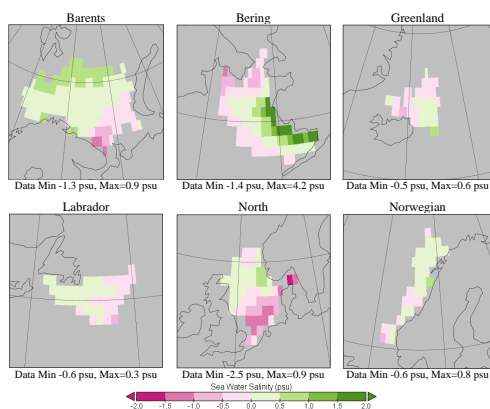 Barents Bering Greenland
Data Min -1.3 psu, Max=0.9 psu Data Min -1.4 psu, Max=4.2 psu Data Min -0.5 psu, Max=0.6 psu
Labrador North Norwegian
Data Min -0.6 psu, Max=0.3 psu Data Min -2.5 psu, Max=0.9 psu Data Min -0.6 psu, Max=0.8 psu
Sea Water Salinity (psu)
-2.0 -1.5 -1.0 -0.5 0.0 0.5 1.0 1.5 2.0